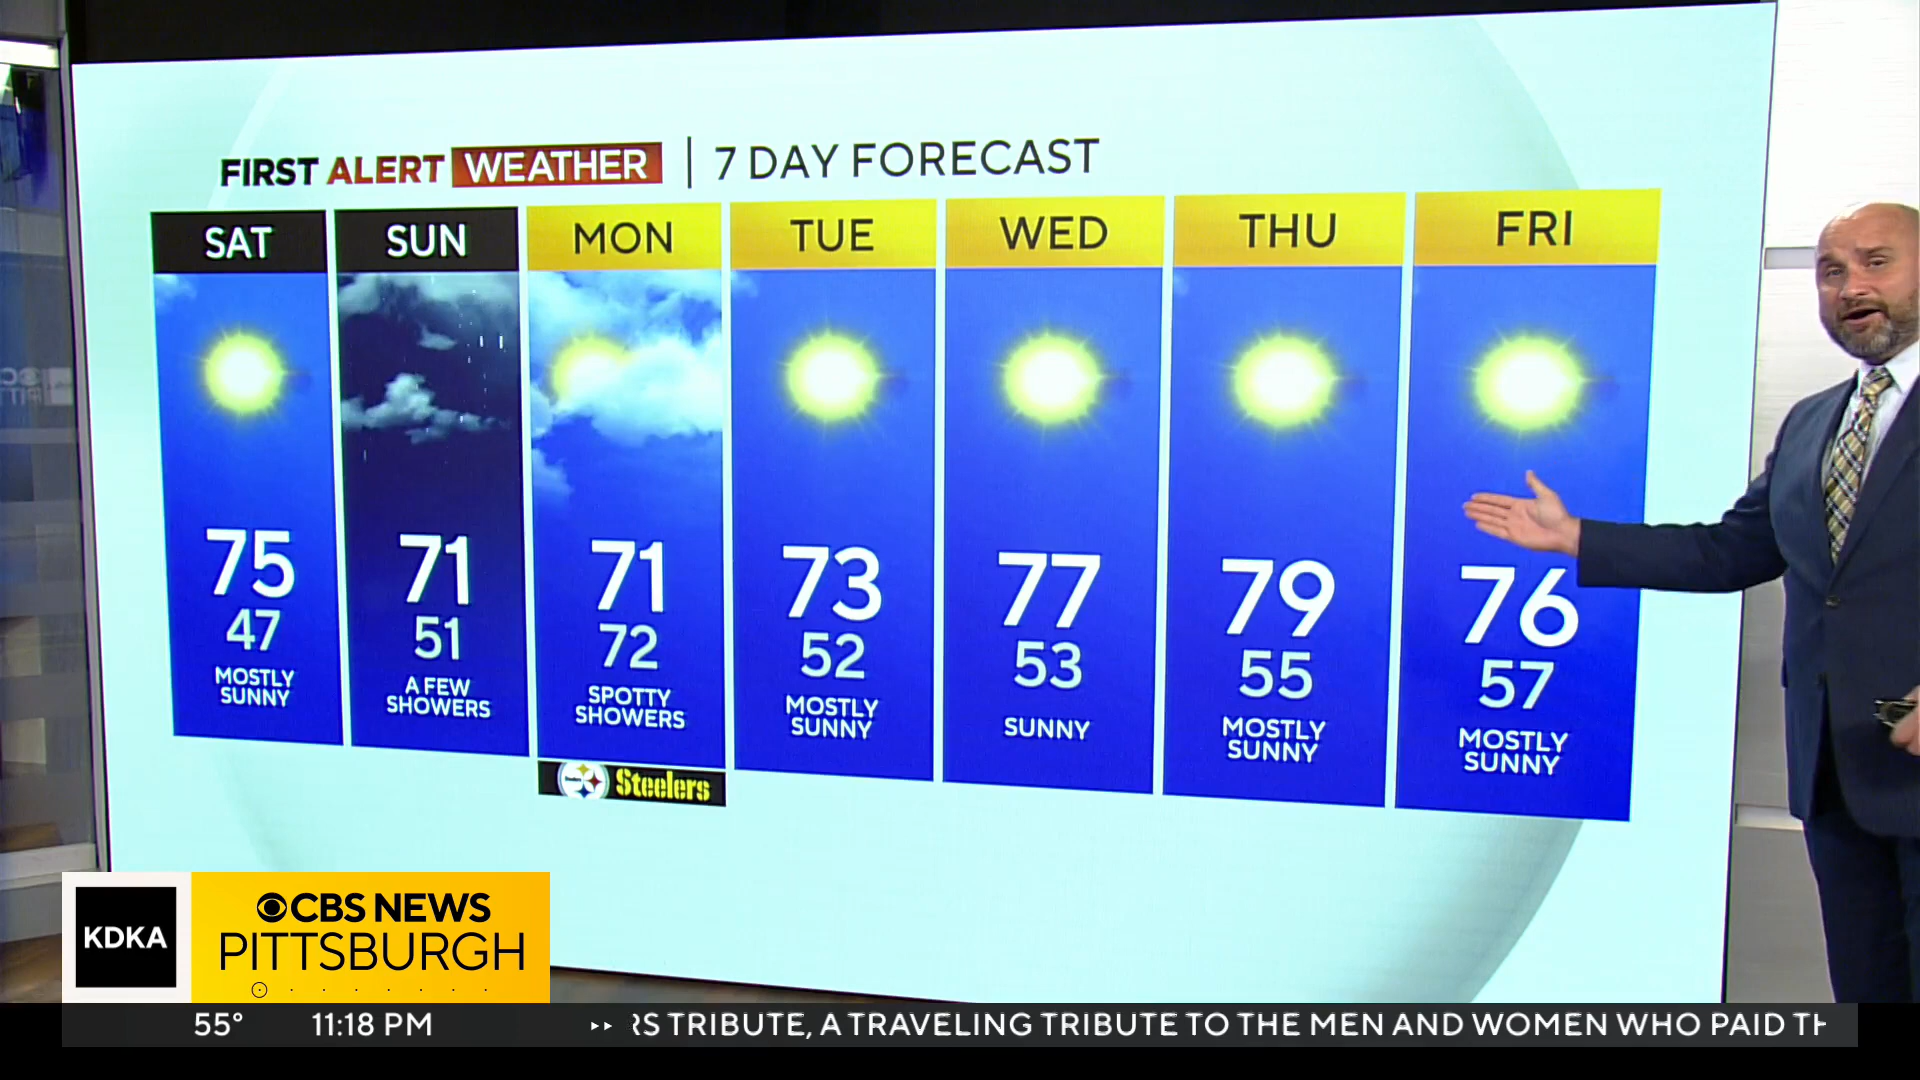 FIRST ALERT WEATHER | 7 DAY FORECAST
SAT
75
47
MOSTLY
SUNNY
SUN
71
51
A FEW
SHOWERS
MON
71
72
SPOTTY
SHOWERS
Steelers
TUE
73
52
MOSTLY
SUNNY
WED
77
53
SUNNY
THU
79
55
MOSTLY
SUNNY
FRI
76
57
MOSTLY
SUNNY
KDKA
CBS NEWS
PITTSBURGH
55° 11:18 PM RS TRIBUTE, A TRAVELING TRIBUTE TO THE MEN AND WOMEN WHO PAID